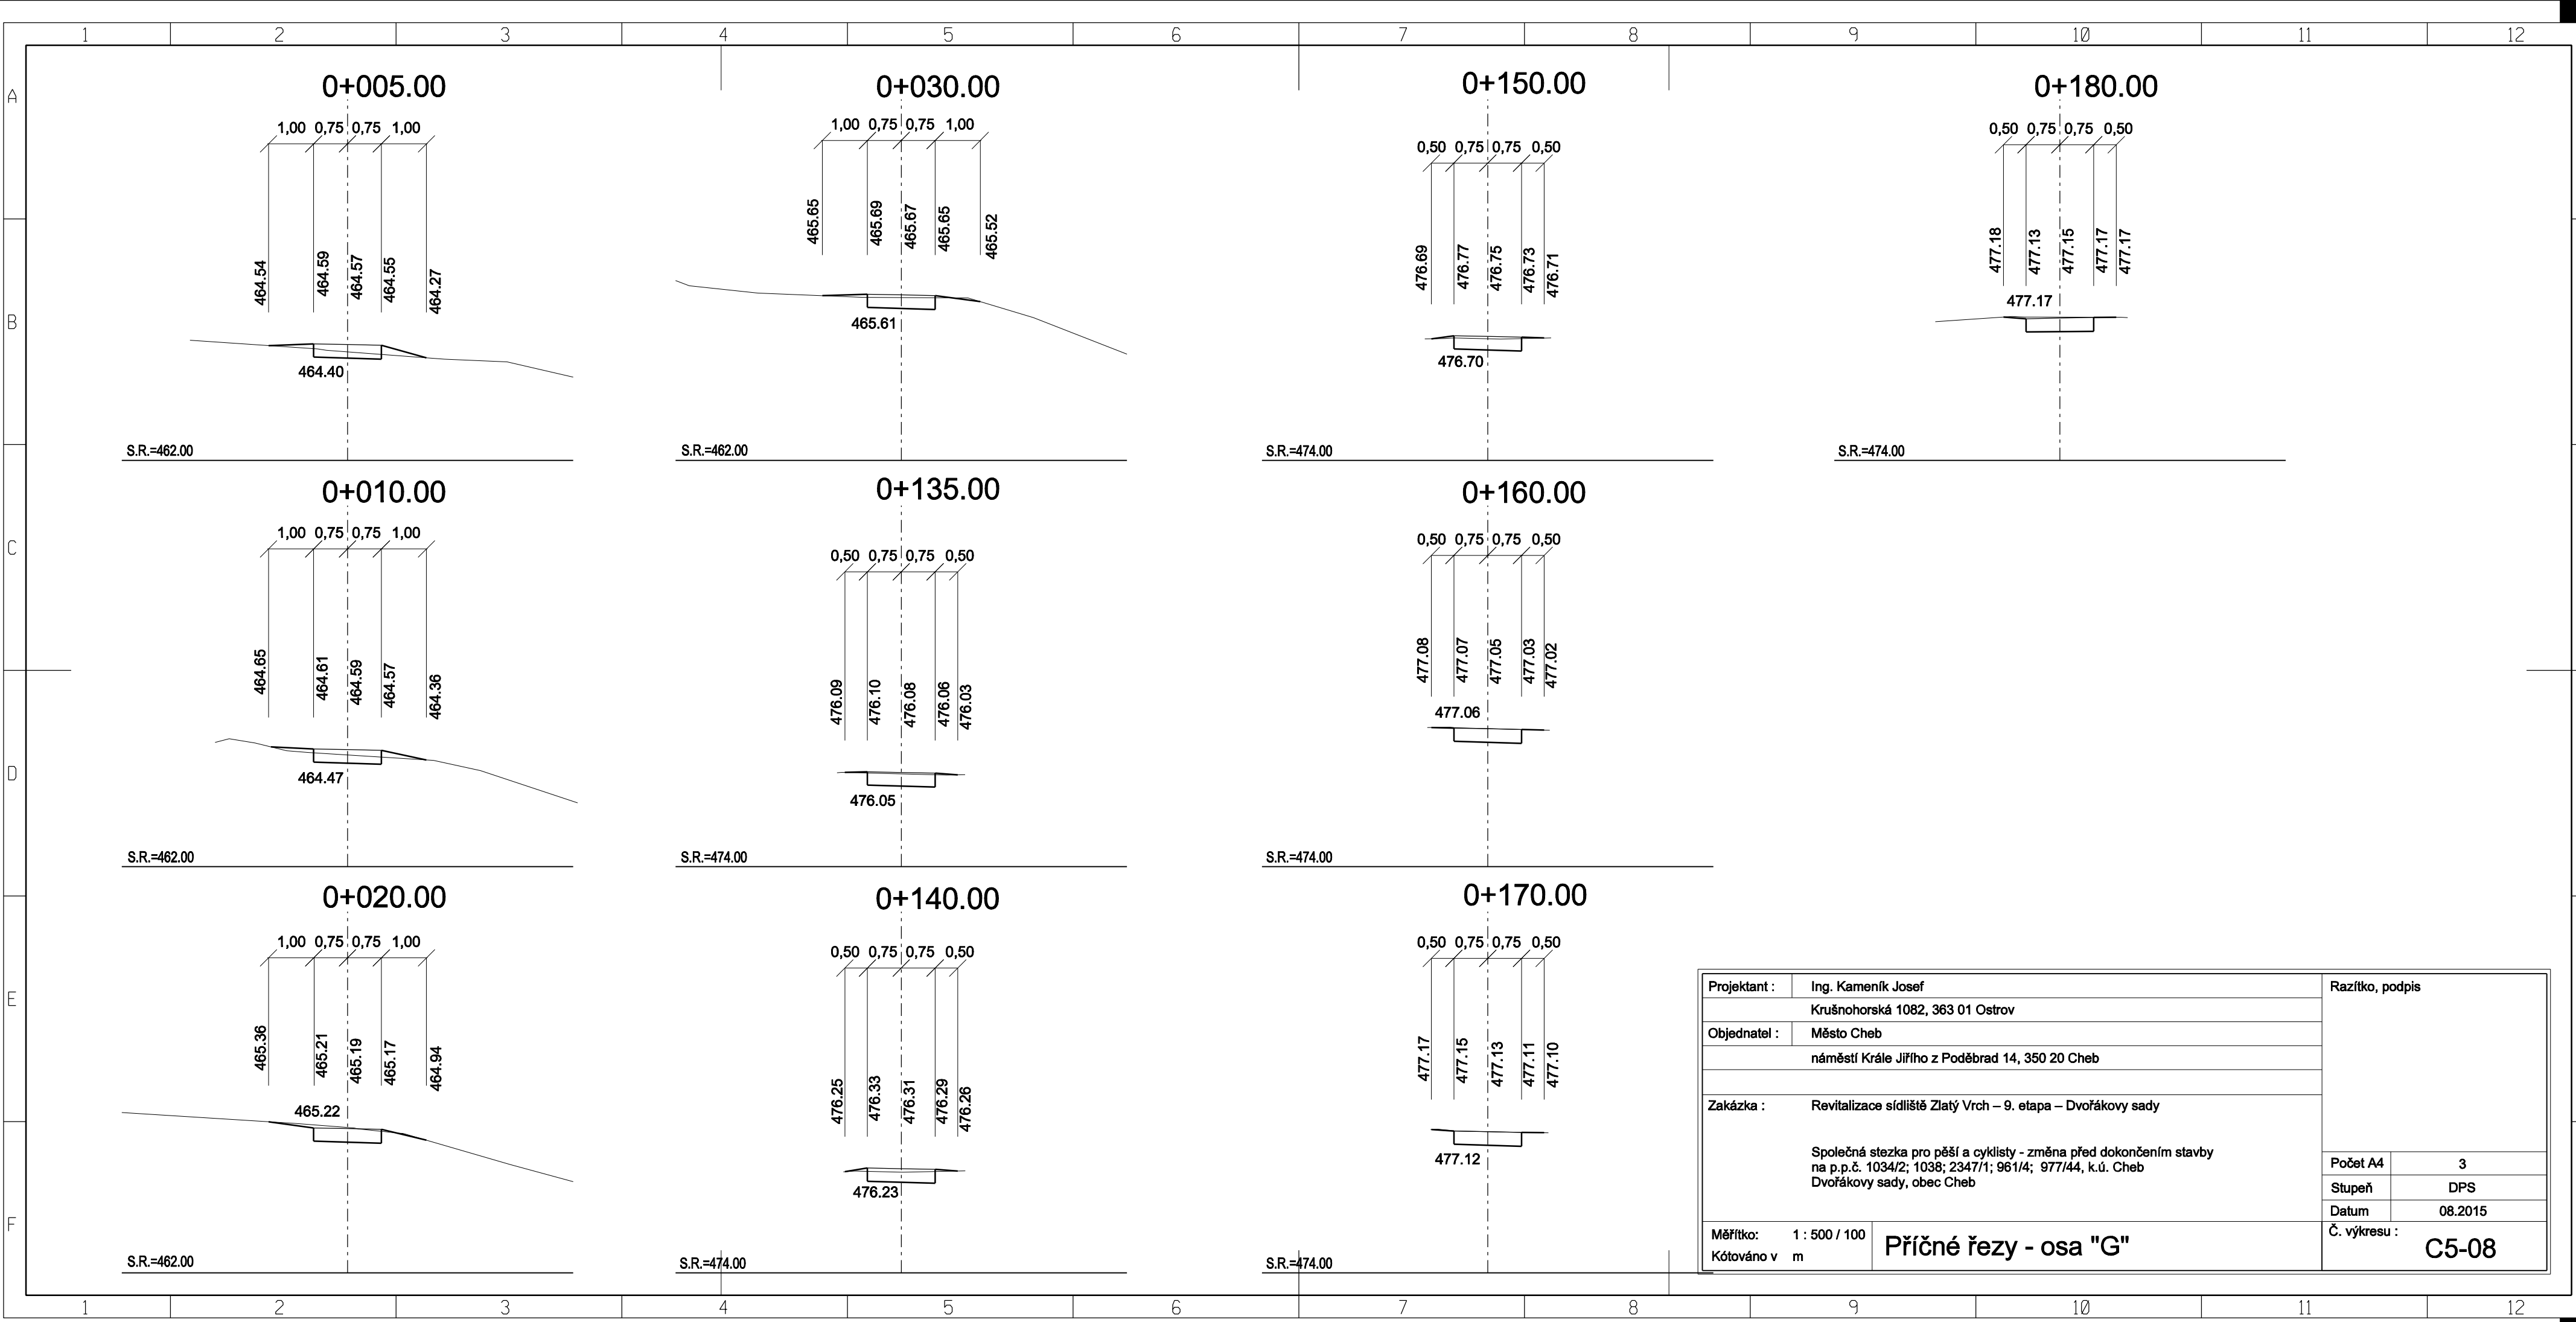 1 2 3 4 5 6 7 8 9 10 11 12
A
B
C
D
E
F
0+005.00
1,00 0,75 0,75 1,00
464.54 464.59 464.57 464.55 464.27
464.40
S.R.=462.00
0+010.00
1,00 0,75 0,75 1,00
464.65 464.61 464.59 464.57 464.36
464.47
S.R.=462.00
0+020.00
1,00 0,75 0,75 1,00
465.36 465.21 465.19 465.17 464.94
465.22
S.R.=462.00
0+030.00
1,00 0,75 0,75 1,00
465.65 465.69 465.67 465.65 465.52
465.61
S.R.=462.00
0+135.00
0,50 0,75 0,75 0,50
476.09 476.10 476.08 476.06 476.03
476.05
S.R.=474.00
0+140.00
0,50 0,75 0,75 0,50
476.25 476.33 476.31 476.29 476.26
476.23
S.R.=474.00
0+150.00
0,50 0,75 0,75 0,50
476.69 476.77 476.75 476.73 476.71
476.70
S.R.=474.00
0+160.00
0,50 0,75 0,75 0,50
477.08 477.07 477.05 477.03 477.02
477.06
S.R.=474.00
0+170.00
0,50 0,75 0,75 0,50
477.17 477.15 477.13 477.11 477.10
477.12
S.R.=474.00
0+180.00
0,50 0,75 0,75 0,50
477.18 477.13 477.15 477.17 477.17
477.17
S.R.=474.00
Projektant : Ing. Kameník Josef
Krušnohorská 1082, 363 01 Ostrov
Objednatel : Město Cheb
náměstí Krále Jiřího z Poděbrad 14, 350 20 Cheb
Zakázka : Revitalizace sídliště Zlatý Vrch – 9. etapa – Dvořákovy sady
Společná stezka pro pěší a cyklisty - změna před dokončením stavby
na p.p.č. 1034/2; 1038; 2347/1; 961/4; 977/44, k.ú. Cheb
Dvořákovy sady, obec Cheb
Měřítko: 1 : 500 / 100
Kótováno v m
Příčné řezy - osa "G"
Razítko, podpis
Počet A4 3
Stupeň DPS
Datum 08.2015
Č. výkresu :
C5-08
1 2 3 4 5 6 7 8 9 10 11 12